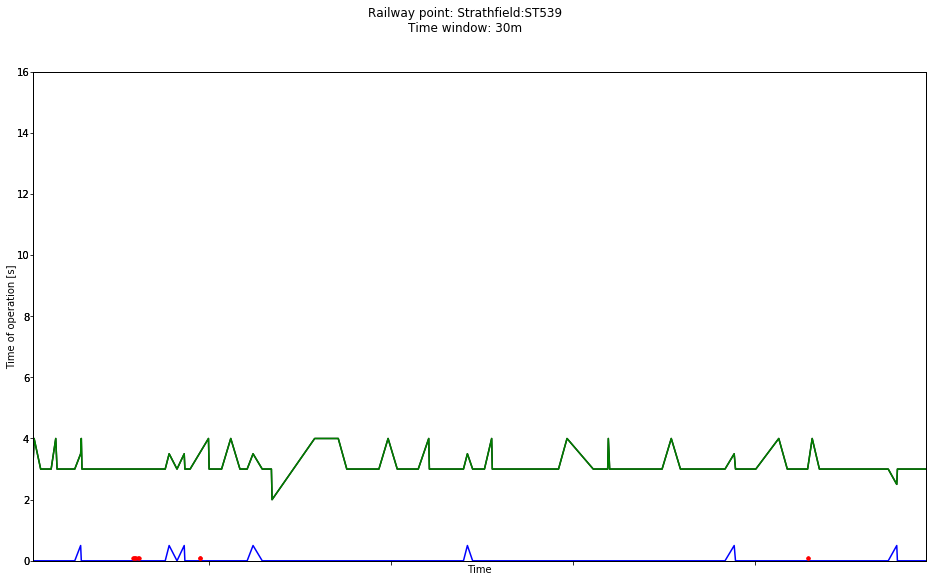 Railway point: Strathfield:ST539
Time window: 30m
16
14
12
10
8
6
4
2
0
Time of operation [s]
Time